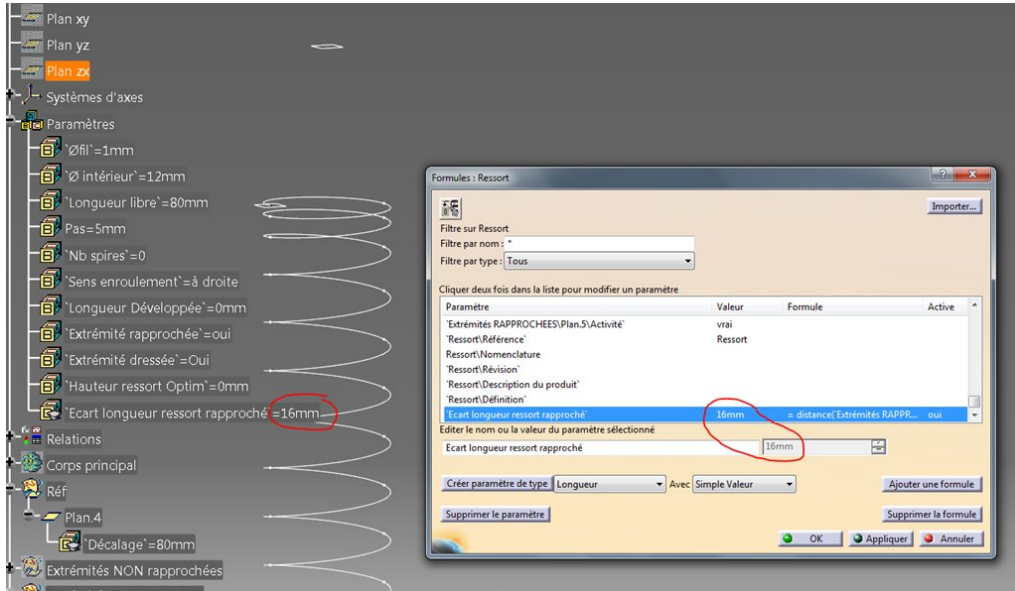 Plan xy
Plan yz
Plan zx
Systèmes d'axes
Paramètres
`Øfil`=1mm
`Ø intérieur`=12mm
`Longueur libre`=80mm
Pas=5mm
`Nb spires`=0
`Sens enroulement`=à droite
`Longueur Développée`=0mm
`Extrémité rapprochée`=oui
`Extrémité dressée`=Oui
`Hauteur ressort Optim`=0mm
`Ecart longueur ressort rapproché`=16mm
Relations
Corps principal
Réf
Plan.4
`Décalage`=80mm
Extrémités NON rapprochées
Formules : Ressort
Importer...
Filtre sur Ressort
Filtre par nom : *
Filtre par type : Tous
Cliquer deux fois dans la liste pour modifier un paramètre
Paramètre Valeur Formule Active
`Extrémités RAPPROCHEES\Plan.5\Activité` vrai
`Ressort\Référence` Ressort
Ressort\Nomenclature
`Ressort\Révision`
`Ressort\Description du produit`
`Ressort\Définition`
`Ecart longueur ressort rapproché` 16mm = distance(`Extrémités RAPPR... oui
Editer le nom ou la valeur du paramètre sélectionné
Ecart longueur ressort rapproché 16mm
Créer paramètre de type Longueur Avec Simple Valeur Ajouter une formule
Supprimer le paramètre Supprimer la formule
OK Appliquer Annuler